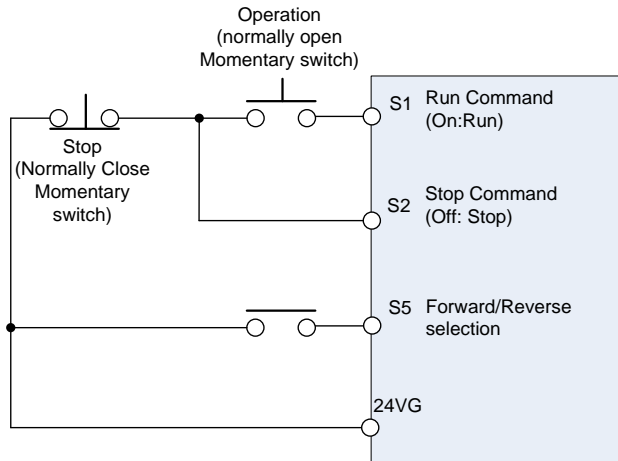 Operation
(normally open
Momentary switch)
S1 Run Command
(On:Run)
Stop
(Normally Close
Momentary
switch)
S2 Stop Command
(Off: Stop)
S5 Forward/Reverse
selection
24VG